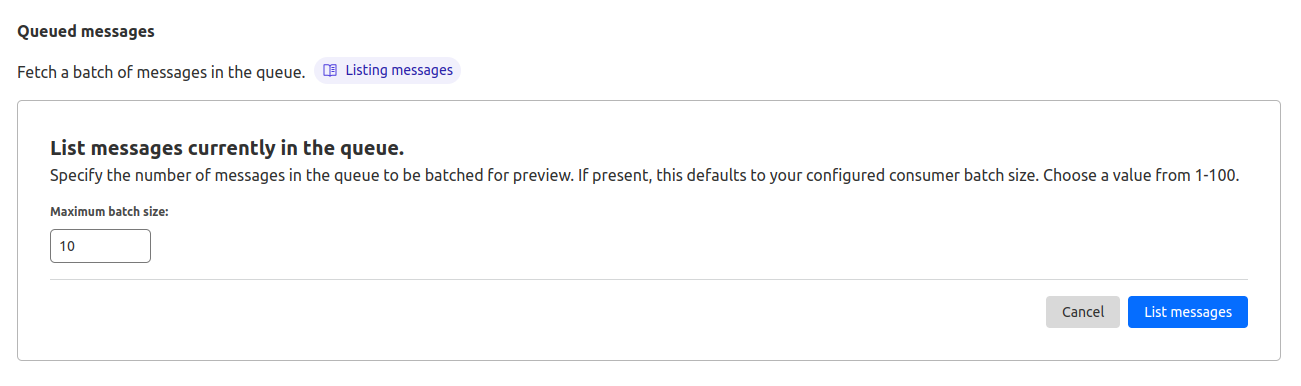 Queued messages
Fetch a batch of messages in the queue. Listing messages
List messages currently in the queue.
Specify the number of messages in the queue to be batched for preview. If present, this defaults to your configured consumer batch size. Choose a value from 1-100.
Maximum batch size:
10
Cancel List messages